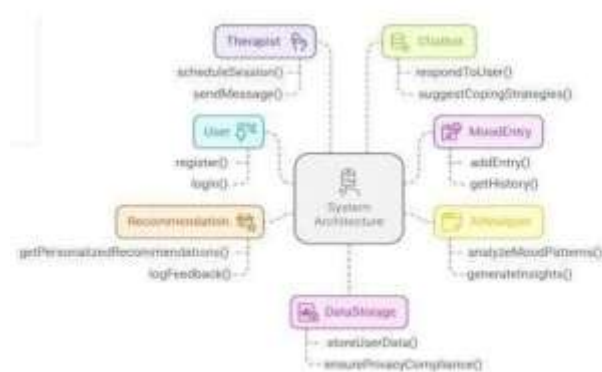 Therapist
scheduleSession()
sendMessage()
Chatbot
respondToUser()
suggestCopingStrategies()
User
register()
login()
MoodEntry
addEntry()
getHistory()
System
Architecture
Recommendation
getPersonalizedRecommendations()
logFeedback()
analyzeMoodPatterns()
generateInsights()
DataStorage
storeUserData()
ensurePrivacyCompliance()